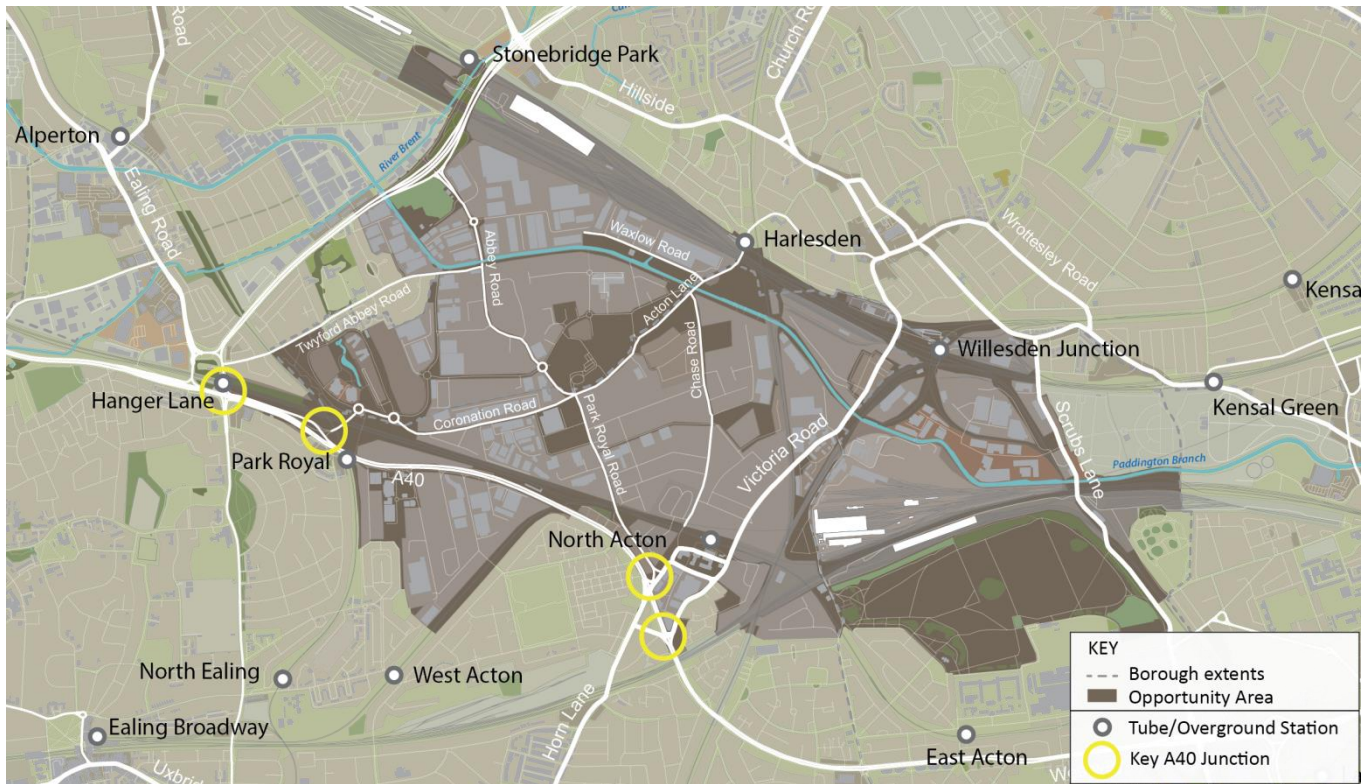 Road
Church Ro
Stonebridge Park
Hillside
Alperton
River Brent
Ealing Road
Waxlow Road
Harlesden
Wrottesley Road
Abbey Road
Kensa
Twyford Abbey Road
Acton Lane
Chase Road
Willesden Junction
Hanger Lane
Coronation Road
Kensal Green
Park Royal Road
Victoria Road
Scrubs Lane
Park Royal
A40
Paddington Branch
North Acton
North Ealing
West Acton
Horn Lane
Ealing Broadway
Uxbrid
East Acton
KEY
Borough extents
Opportunity Area
Tube/Overground Station
Key A40 Junction